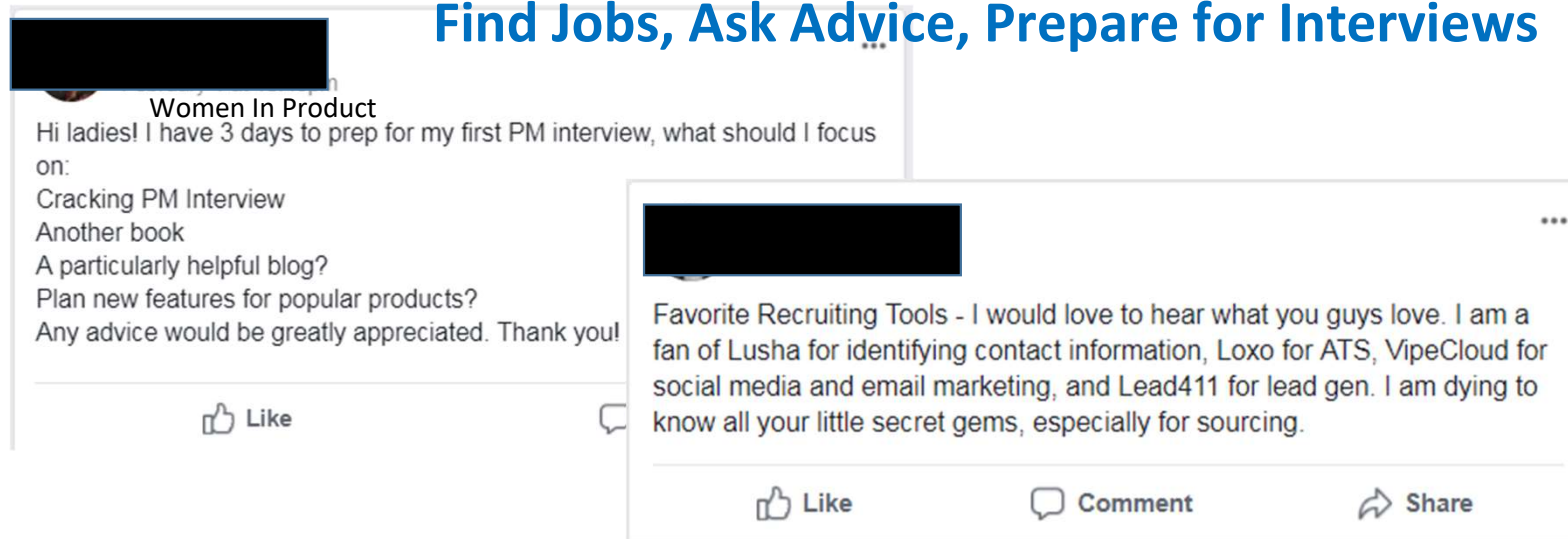 Find Jobs, Ask Advice, Prepare for Interviews
Women In Product
Hi ladies! I have 3 days to prep for my first PM interview, what should I focus
on:
Cracking PM Interview
Another book
A particularly helpful blog?
Plan new features for popular products?
Any advice would be greatly appreciated. Thank you!
Like
Favorite Recruiting Tools - I would love to hear what you guys love. I am a
fan of Lusha for identifying contact information, Loxo for ATS, VipeCloud for
social media and email marketing, and Lead411 for lead gen. I am dying to
know all your little secret gems, especially for sourcing.
Like
Comment
Share